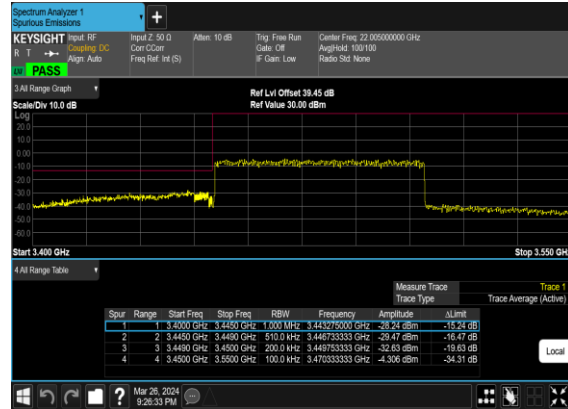 Spectrum Analyzer 1
Spurious Emissions
+
KEYSIGHT Input: RF Input Z: 50 Ω Atten: 10 dB Trig: Free Run Center Freq: 22.005000000 GHz
R T Coupling: DC Corr CCorr Gate: Off Avg|Hold: 100/100
Align: Auto Freq Ref: Int (S) IF Gain: Low Radio Std: None
PASS
3 All Range Graph
Ref Lvl Offset 39.45 dB
Scale/Div 10.0 dB Ref Value 30.00 dBm
Log
20.0
10.0
0.00
-10.0
-20.0
-30.0
-40.0
-50.0
-60.0
Start 3.400 GHz Stop 3.550 GHz
4 All Range Table
Measure Trace Trace 1
Trace Type Trace Average (Active)
Spur Range Start Freq Stop Freq RBW Frequency Amplitude ΔLimit
1 1 3.4000 GHz 3.4450 GHz 1.000 MHz 3.443275000 GHz -28.24 dBm -15.24 dB
2 2 3.4450 GHz 3.4490 GHz 510.0 kHz 3.446733333 GHz -29.47 dBm -16.47 dB
3 3 3.4490 GHz 3.4500 GHz 200.0 kHz 3.449753333 GHz -32.63 dBm -19.63 dB
4 4 3.4500 GHz 3.5500 GHz 100.0 kHz 3.470333333 GHz -4.306 dBm -34.31 dB
Local
? Mar 26, 2024
9:26:33 PM